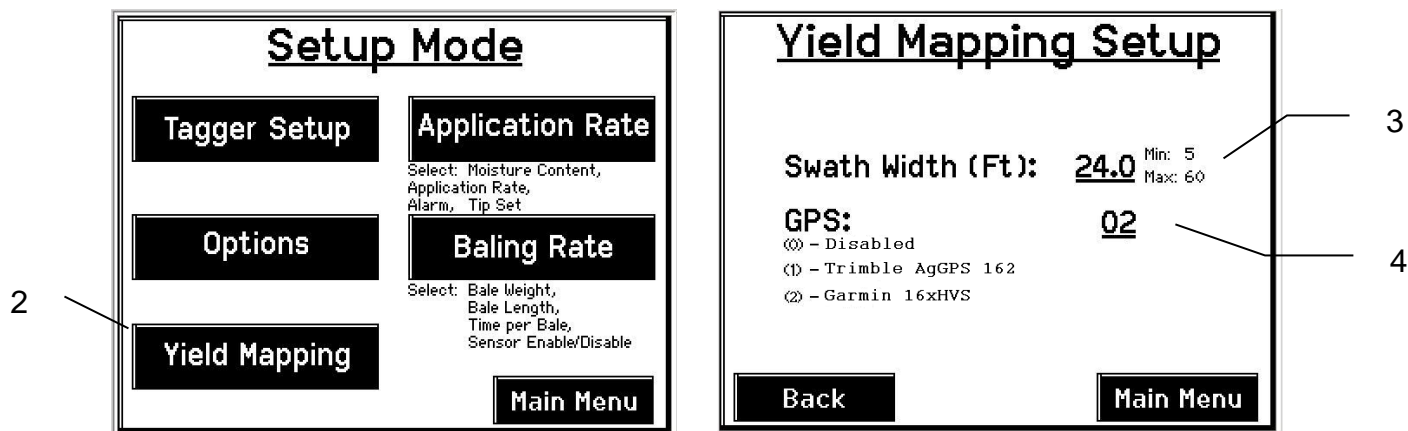 Setup Mode
Tagger Setup
Application Rate
Select: Moisture Content,
Application Rate,
Alarm, Tip Set
Options
Baling Rate
Select: Bale Weight,
Bale Length,
Time per Bale,
Sensor Enable/Disable
2
Yield Mapping
Main Menu
Yield Mapping Setup
Swath Width (Ft): 24.0 Min: 5
Max: 60
3
GPS: 02
(0) - Disabled
(1) - Trimble AgGPS 162
(2) - Garmin 16xHVS
4
Back
Main Menu